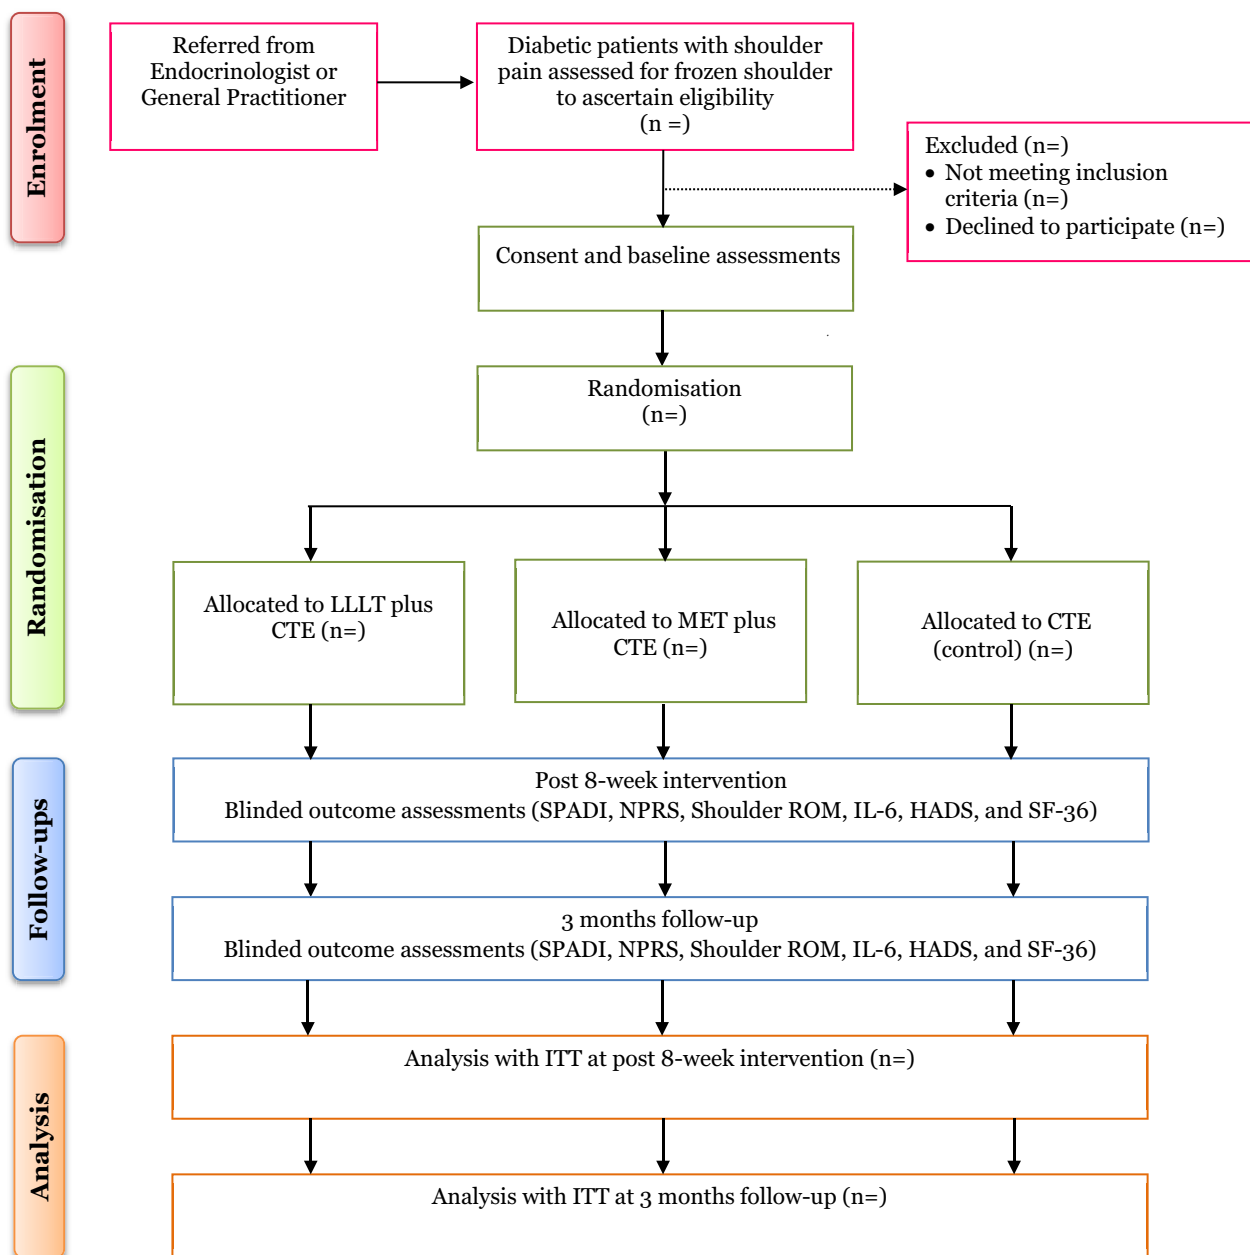 Enrolment
Referred from
Endocrinologist or
General Practitioner
Diabetic patients with shoulder
pain assessed for frozen shoulder
to ascertain eligibility
(n =)
Excluded (n=)
• Not meeting inclusion
criteria (n=)
• Declined to participate (n=)
Consent and baseline assessments
Randomisation
Randomisation
(n=)
Allocated to LLLT plus
CTE (n=)
Allocated to MET plus
CTE (n=)
Allocated to CTE
(control) (n=)
Follow-ups
Post 8-week intervention
Blinded outcome assessments (SPADI, NPRS, Shoulder ROM, IL-6, HADS, and SF-36)
3 months follow-up
Blinded outcome assessments (SPADI, NPRS, Shoulder ROM, IL-6, HADS, and SF-36)
Analysis
Analysis with ITT at post 8-week intervention (n=)
Analysis with ITT at 3 months follow-up (n=)